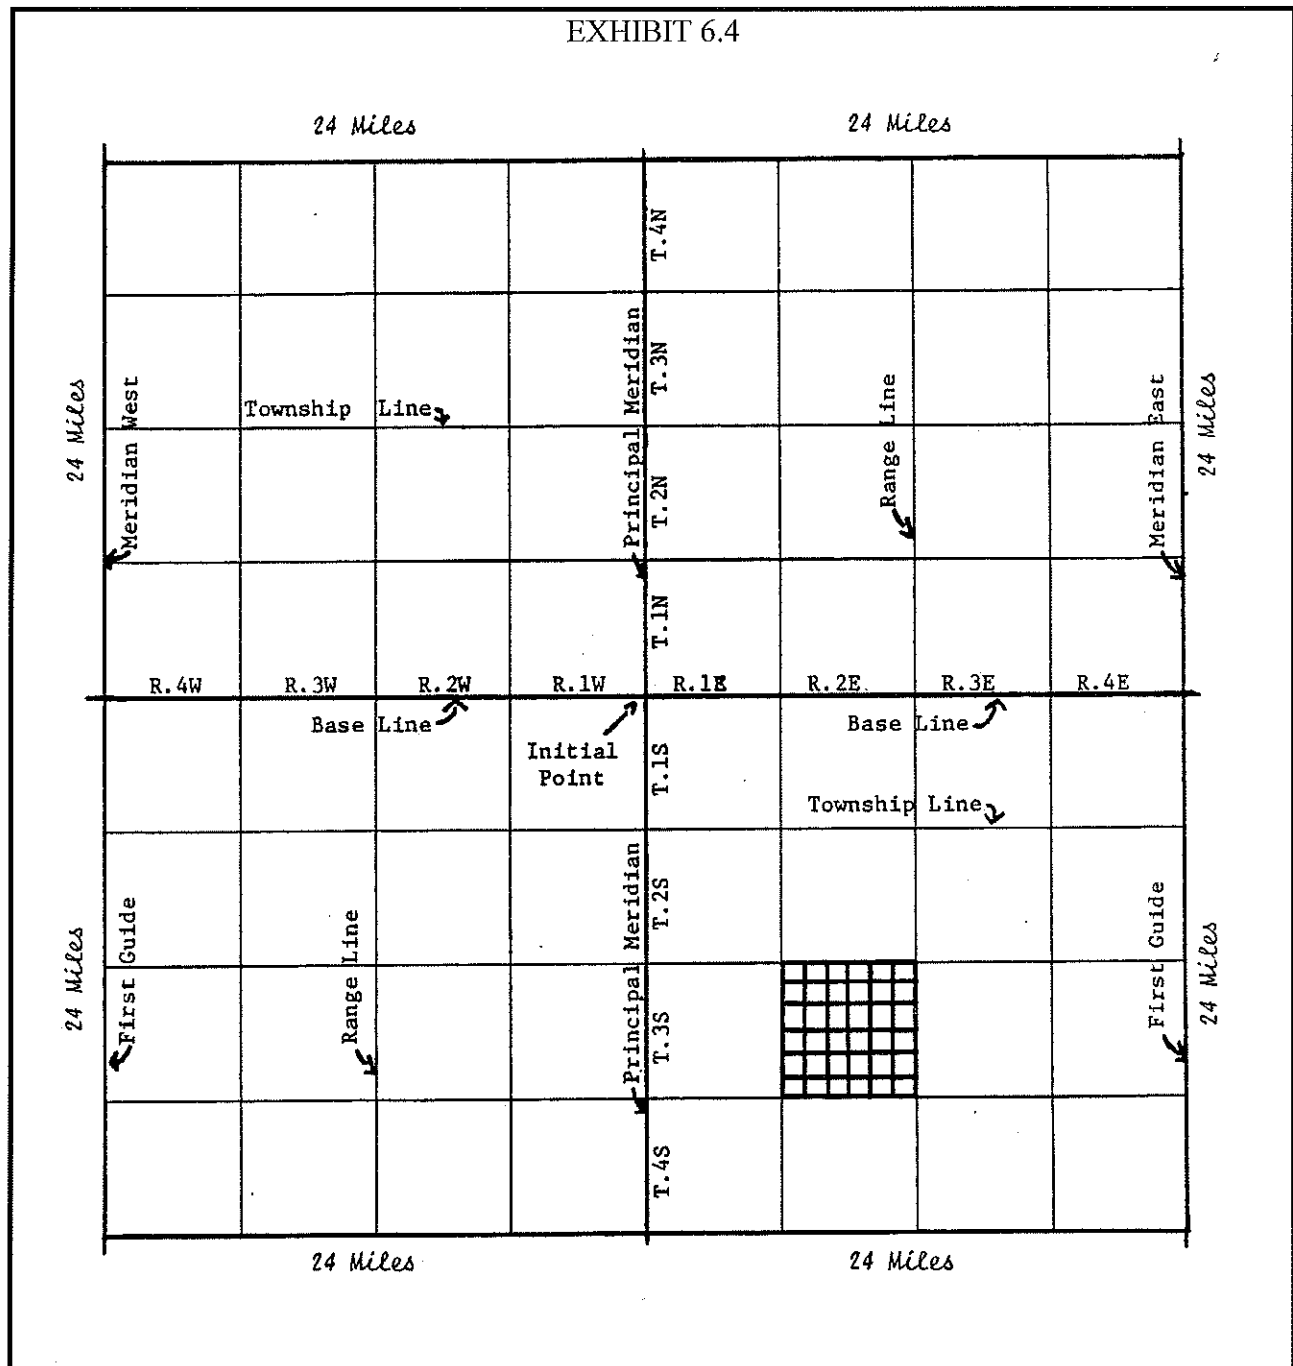 EXHIBIT 6.4
24 Miles
24 Miles
T.4N
24 Miles
Meridian West
Township Line
Principal Meridian
T.3N
Range Line
Meridian East
24 Miles
T.2N
T.1N
R.4W
R.3W
R.2W
R.1W
R.1E
R.2E
R.3E
R.4E
Base Line
Base Line
Initial
Point
T.1S
Township Line
24 Miles
First Guide
Range Line
Principal Meridian
T.2S
T.3S
First Guide
24 Miles
T.4S
24 Miles
24 Miles